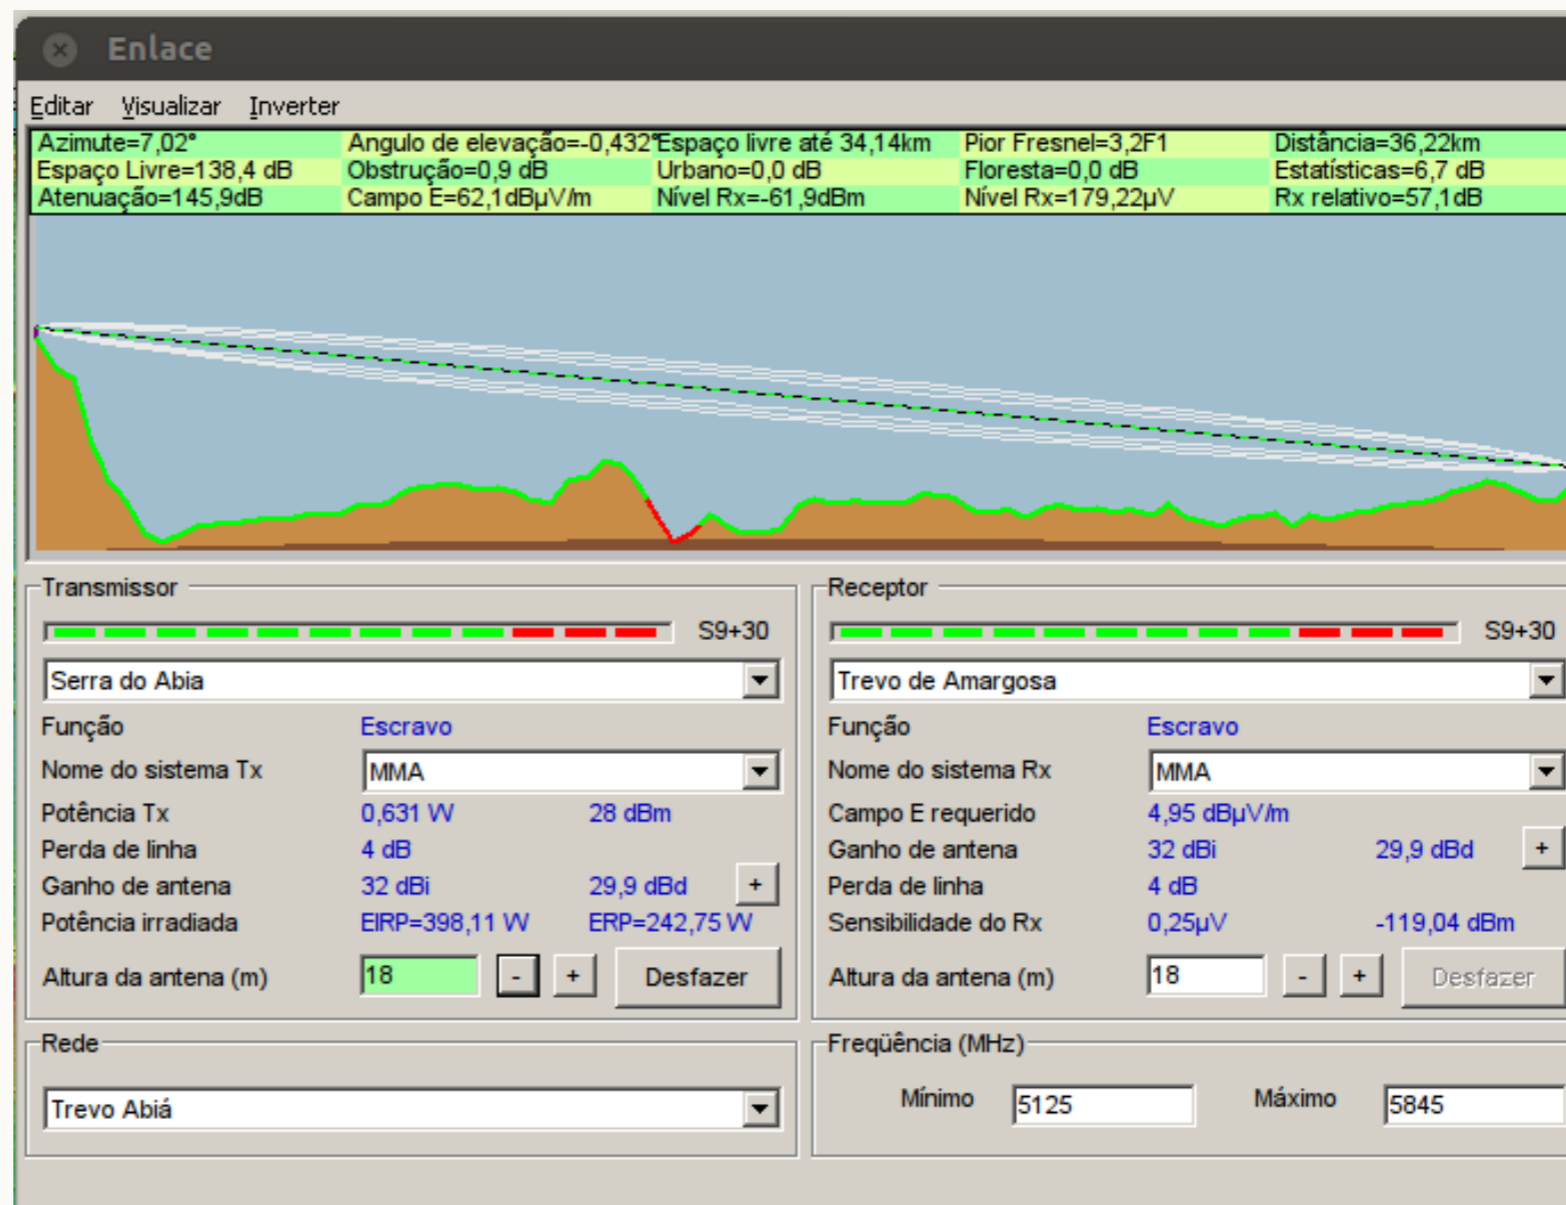 Enlace
Editar Visualizar Inverter
Azimute=7,02° Angulo de elevação=-0,432° Espaço livre até 34,14km Pior Fresnel=3,2F1 Distância=36,22km
Espaço Livre=138,4 dB Obstrução=0,9 dB Urbano=0,0 dB Floresta=0,0 dB Estatísticas=6,7 dB
Atenuação=145,9dB Campo E=62,1dBµV/m Nível Rx=-61,9dBm Nível Rx=179,22µV Rx relativo=57,1dB
Transmissor
S9+30
Serra do Abia
Função Escravo
Nome do sistema Tx MMA
Potência Tx 0,631 W 28 dBm
Perda de linha 4 dB
Ganho de antena 32 dBi 29,9 dBd +
Potência irradiada EIRP=398,11 W ERP=242,75 W
Altura da antena (m) 18 - + Desfazer
Rede
Trevo Abiá
Receptor
S9+30
Trevo de Amargosa
Função Escravo
Nome do sistema Rx MMA
Campo E requerido 4,95 dBµV/m
Ganho de antena 32 dBi 29,9 dBd +
Perda de linha 4 dB
Sensibilidade do Rx 0,25µV -119,04 dBm
Altura da antena (m) 18 - + Desfazer
Freqüência (MHz)
Mínimo 5125 Máximo 5845